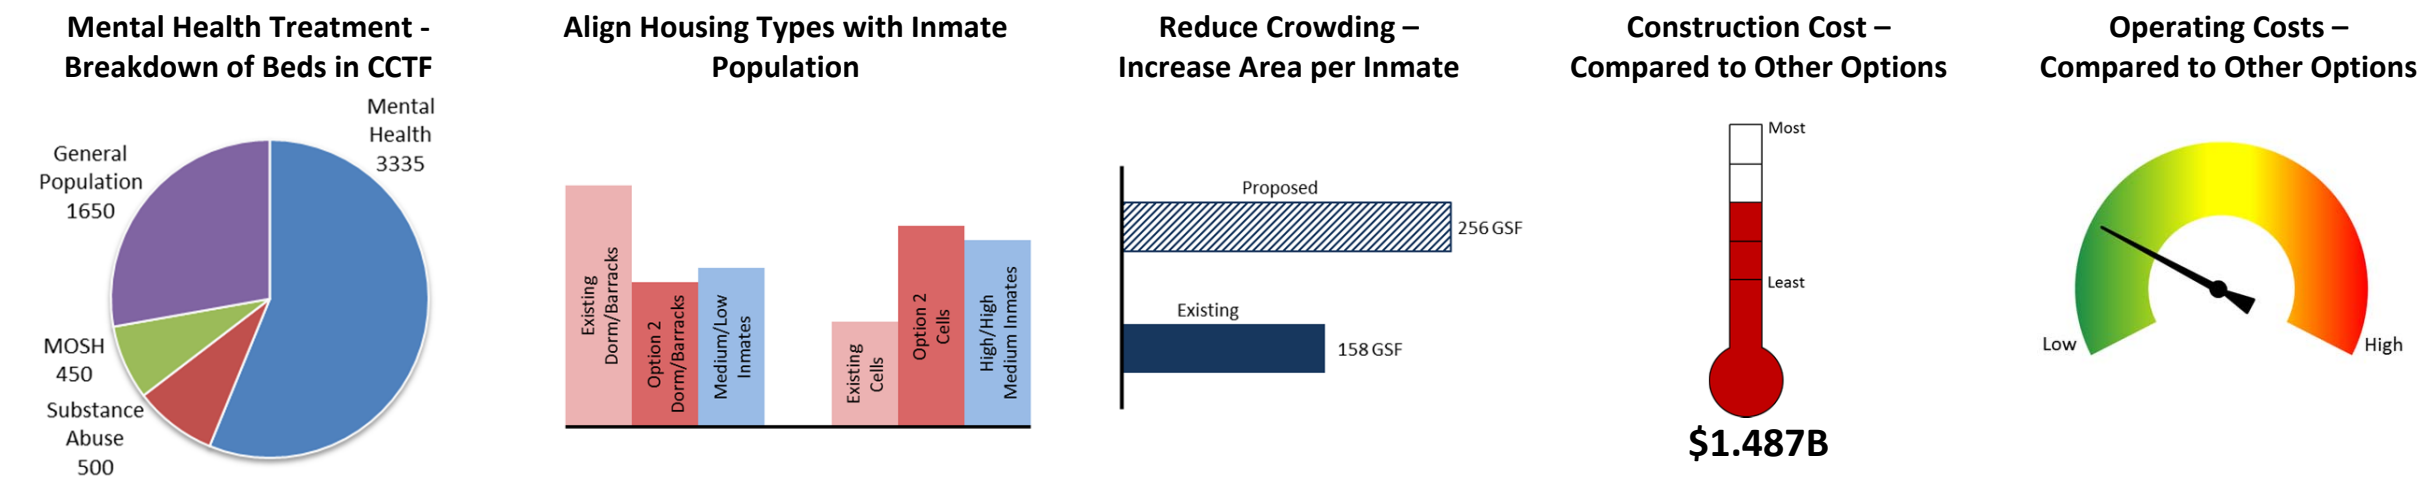 Mental Health Treatment -
Breakdown of Beds in CCTF
Mental
Health
3335
General
Population
1650
MOSH
450
Substance
Abuse
500
Align Housing Types with Inmate
Population
Existing
Dorm/Barracks
Option 2
Dorm/Barracks
Medium/Low
Inmates
Existing
Cells
Option 2
Cells
High/High
Medium Inmates
Reduce Crowding –
Increase Area per Inmate
Proposed
256 GSF
Existing
158 GSF
Construction Cost –
Compared to Other Options
Most
Least
$1.487B
Operating Costs –
Compared to Other Options
Low
High